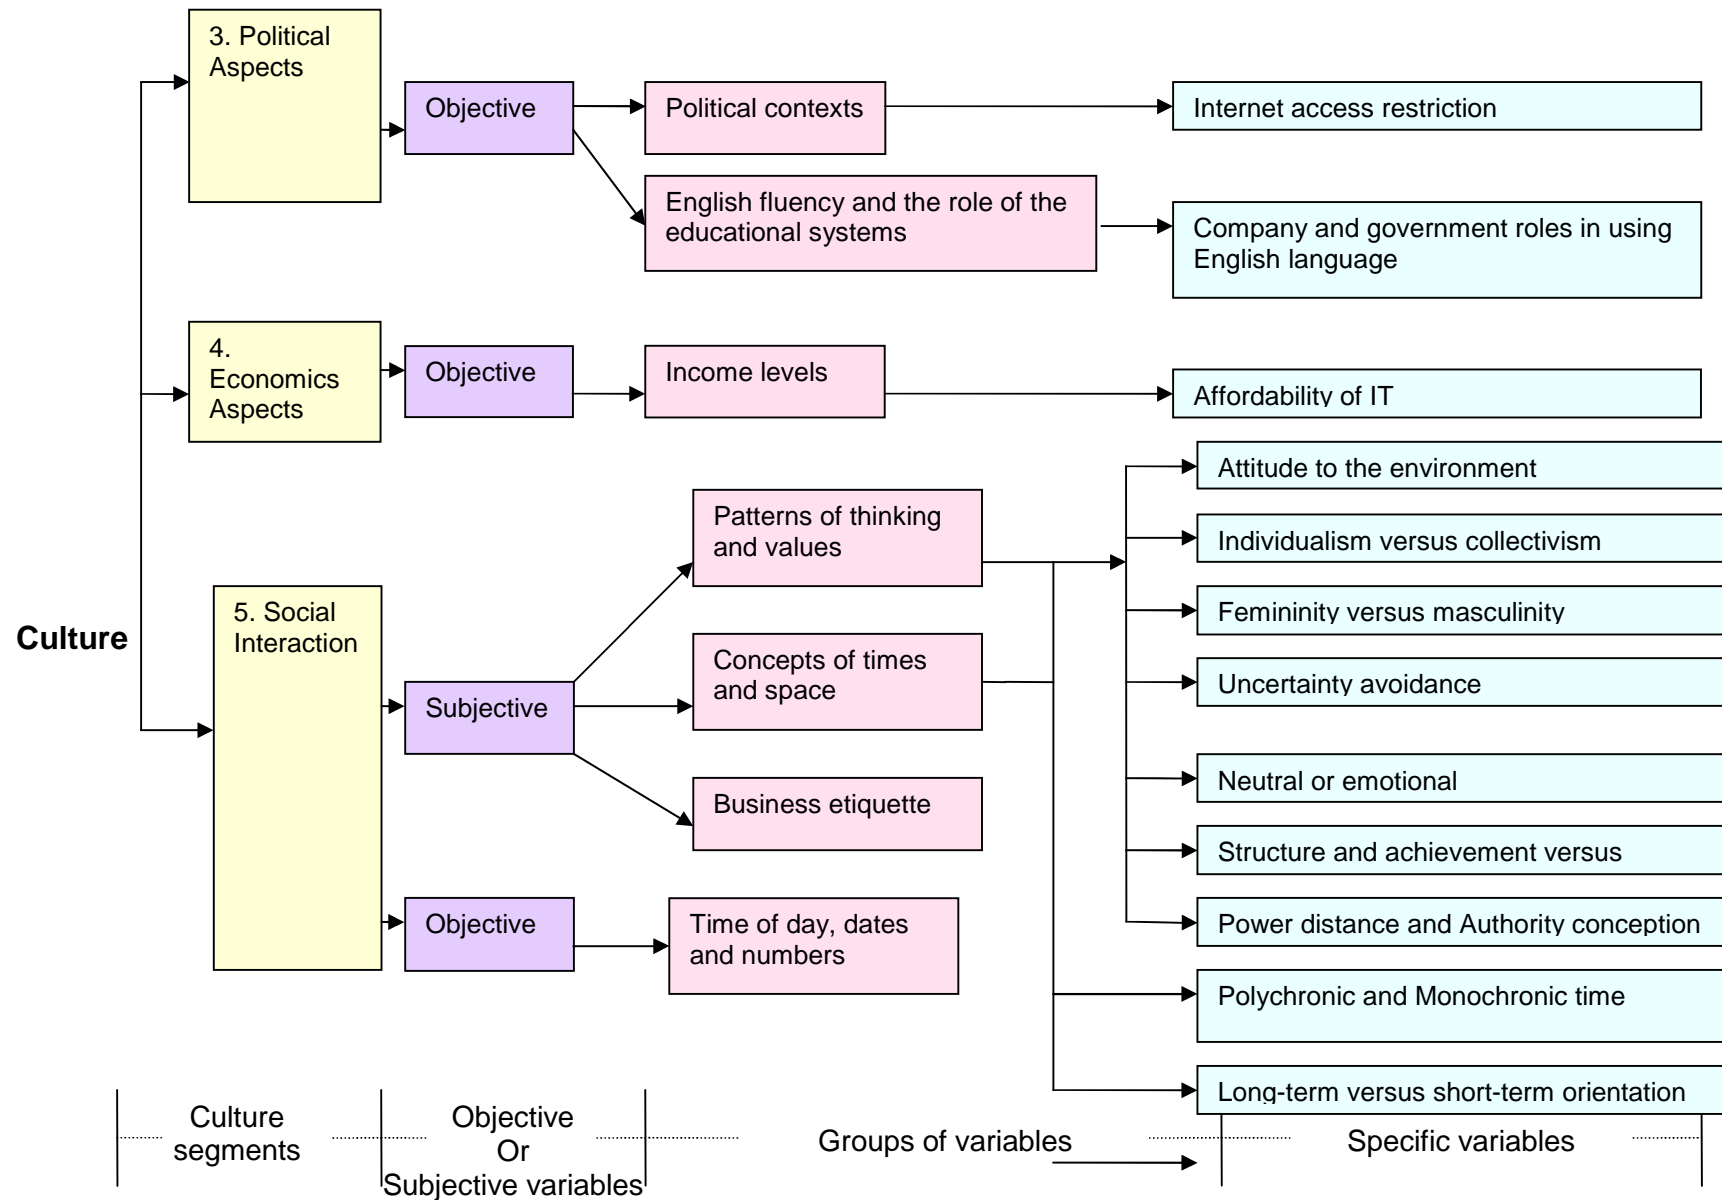 3. Political
Aspects
Objective
Political contexts
Internet access restriction
English fluency and the role of the
educational systems
Company and government roles in using
English language
4.
Economics
Aspects
Objective
Income levels
Affordability of IT
Culture
5. Social
Interaction
Subjective
Patterns of thinking
and values
Concepts of times
and space
Business etiquette
Objective
Time of day, dates
and numbers
Attitude to the environment
Individualism versus collectivism
Femininity versus masculinity
Uncertainty avoidance
Neutral or emotional
Structure and achievement versus
Power distance and Authority conception
Polychronic and Monochronic time
Long-term versus short-term orientation
Culture
segments
Objective
Or
Subjective variables
Groups of variables
Specific variables